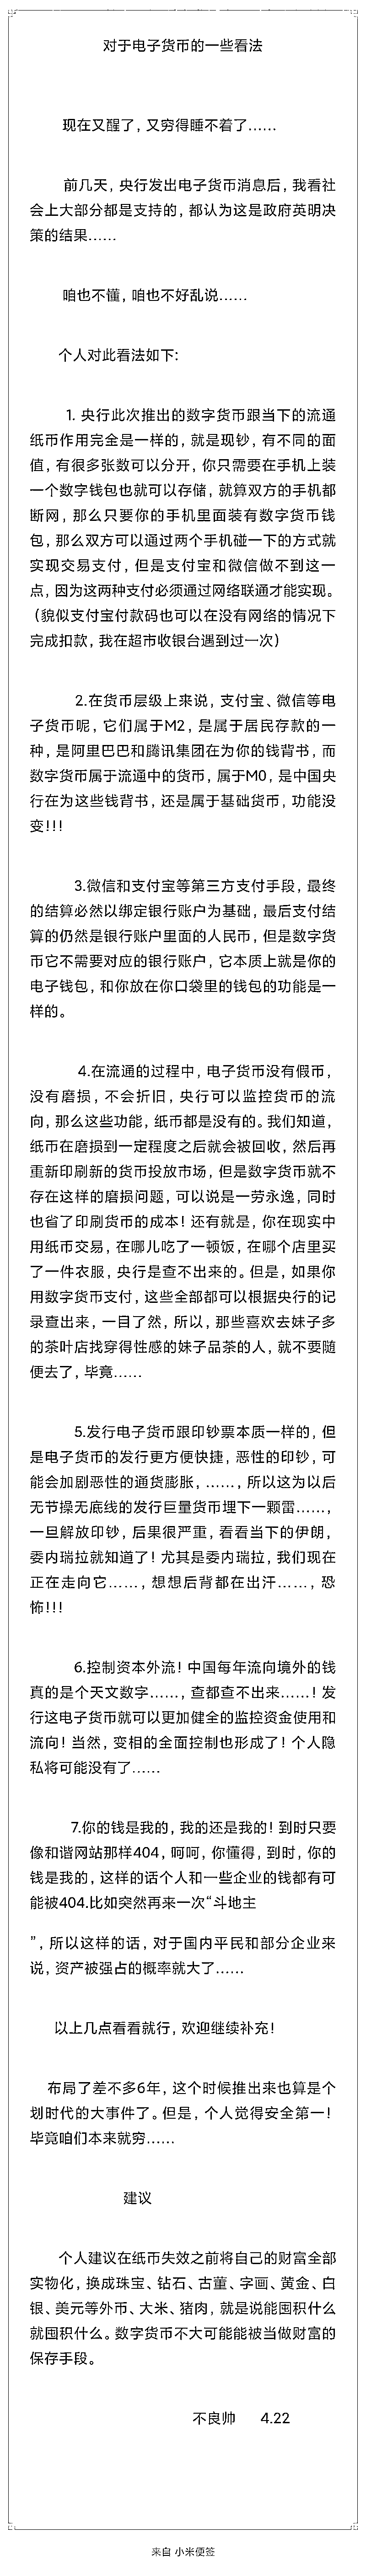 对于电子货币的一些看法
现在又醒了，又穷得睡不着了……
前几天，央行发出电子货币消息后，我看社
会上大部分都是支持的，都认为这是政府英明决
策的结果……
咱也不懂，咱也不好乱说……
个人对此看法如下:
1. 央行此次推出的数字货币跟当下的流通
纸币作用完全是一样的，就是现钞，有不同的面
值，有很多张数可以分开，你只需要在手机上装
一个数字钱包也就可以存储，就算双方的手机都
断网，那么只要你的手机里面装有数字货币钱
包，那么双方可以通过两个手机碰一下的方式就
实现交易支付，但是支付宝和微信做不到这一
点，因为这两种支付必须通过网络联通才能实现。
（貌似支付宝付款码也可以在没有网络的情况下
完成扣款，我在超市收银台遇到过一次）
2.在货币层级上来说，支付宝、微信等电
子货币呢，它们属于M2，是属于居民存款的一
种，是阿里巴巴和腾讯集团在为你的钱背书，而
数字货币属于流通中的货币，属于M0，是中国央
行在为这些钱背书，还是属于基础货币，功能没
变!!!
3.微信和支付宝等第三方支付手段，最终
的结算必然以绑定银行账户为基础，最后支付结
算的仍然是银行账户里面的人民币，但是数字货
币它不需要对应的银行账户，它本质上就是你的
电子钱包，和你放在你口袋里的钱包的功能是一
样的。
4.在流通的过程中，电子货币没有假币，
没有磨损，不会折旧，央行可以监控货币的流
向，那么这些功能，纸币都是没有的。我们知道，
纸币在磨损到一定程度之后就会被回收，然后再
重新印刷新的货币投放市场，但是数字货币就不
存在这样的磨损问题，可以说是一劳永逸，同时
也省了印刷货币的成本！还有就是，你在现实中
用纸币交易，在哪儿吃了一顿饭，在哪个店里买
了一件衣服，央行是查不出来的。但是，如果你
用数字货币支付，这些全部都可以根据央行的记
录查出来，一目了然，所以，那些喜欢去妹子多
的茶叶店找穿得性感的妹子品茶的人，就不要随
便去了，毕竟……
5.发行电子货币跟印钞票本质一样的，但
是电子货币的发行更方便快捷，恶性的印钞，可
能会加剧恶性的通货膨胀，……，所以这为以后
无节操无底线的发行巨量货币埋下一颗雷……，
一旦解放印钞，后果很严重，看看当下的伊朗，
委内瑞拉就知道了！尤其是委内瑞拉，我们现在
正在走向它……，想想后背都在出汗……，恐
怖!!!
6.控制资本外流！中国每年流向境外的钱
真的是个天文数字……，查都查不出来……！发
行这电子货币就可以更加健全的监控资金使用和
流向！当然，变相的全面控制也形成了！个人隐
私将可能没有了……
7.你的钱是我的，我的还是我的！到时只要
像和谐网站那样404，呵呵，你懂得，到时，你的
钱是我的，这样的话个人和一些企业的钱都有可
能被404.比如突然再来一次“斗地主
”，所以这样的话，对于国内平民和部分企业来
说，资产被强占的概率就大了……
以上几点看看就行，欢迎继续补充！
布局了差不多6年，这个时候推出来也算是个
划时代的大事件了。但是，个人觉得安全第一！
毕竟咱们本来就穷……
建议
个人建议在纸币失效之前将自己的财富全部
实物化，换成珠宝、钻石、古董、字画、黄金、白
银、美元等外币、大米、猪肉，就是说能囤积什么
就囤积什么。数字货币不大可能能被当做财富的
保存手段。
不良帅 4.22
来自 小米便签